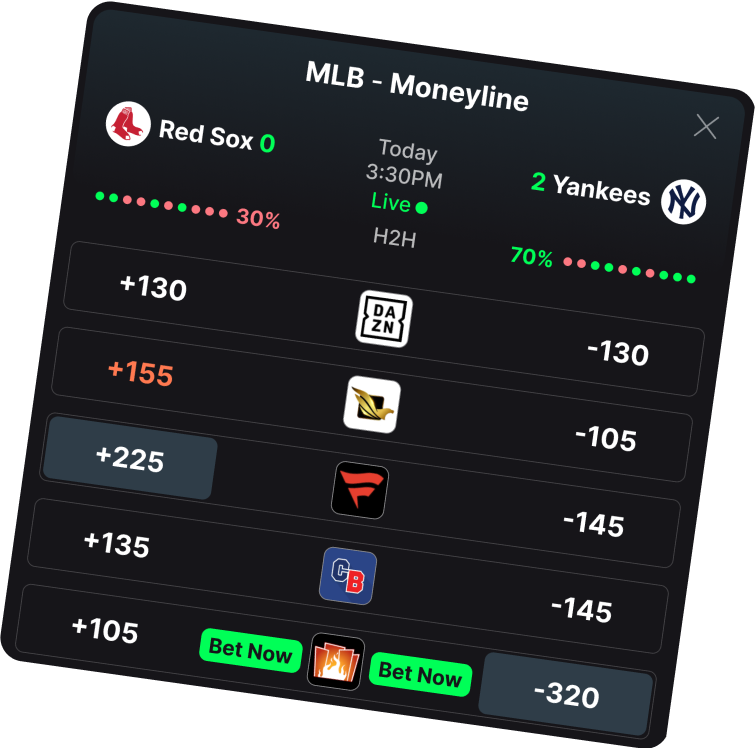 MLB - Moneyline
Red Sox 0
Today
3:30PM
Live
H2H
2 Yankees
NY
30%
70%
+130
DA
ZN
-130
+155
-105
+225
-145
+135
CB
-145
+105
Bet Now
Bet Now
-320